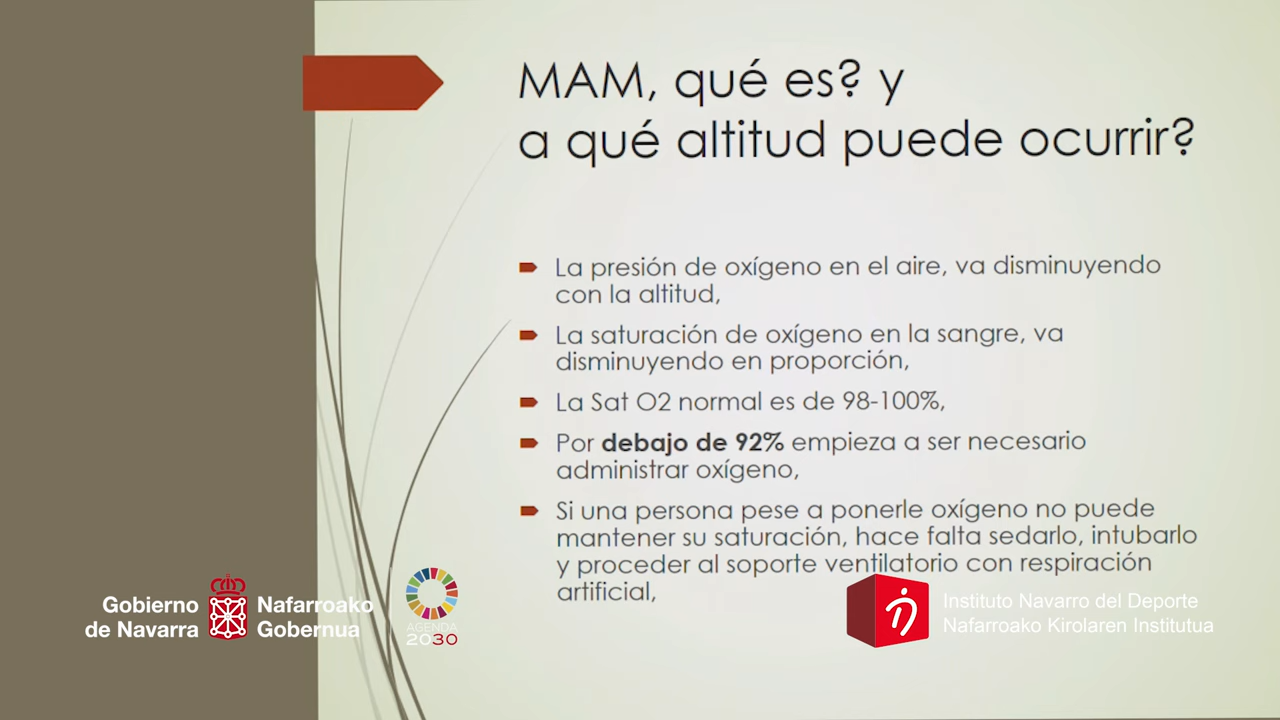 MAM, qué es? y
a qué altitud puede ocurrir?
La presión de oxígeno en el aire, va disminuyendo
con la altitud,
La saturación de oxígeno en la sangre, va
disminuyendo en proporción,
La Sat O2 normal es de 98-100%,
Por debajo de 92% empieza a ser necesario
administrar oxígeno,
Si una persona pese a ponerle oxígeno no puede
mantener su saturación, hace falta sedarlo, intubarlo
y proceder al soporte ventilatorio con respiración
artificial,
Gobierno
de Navarra
Nafarroako
Gobernua
AGENDA
2030
Instituto Navarro del Deporte
Nafarroako Kirolaren Institutua